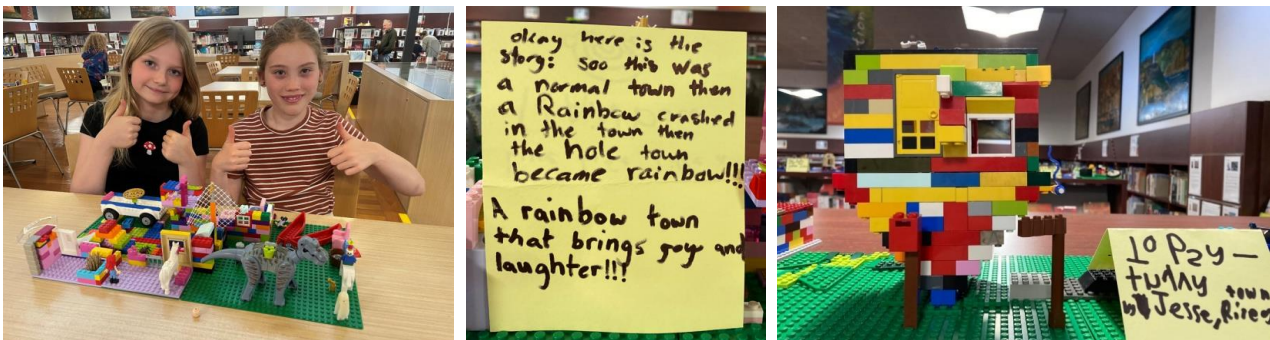 okay here is the
story: soo this was
a normal town then
a Rainbow crashed
in the town then
the hole town
became rainbow!!!
A rainbow town
that brings goy and
laughter!!!
town
Jesse,